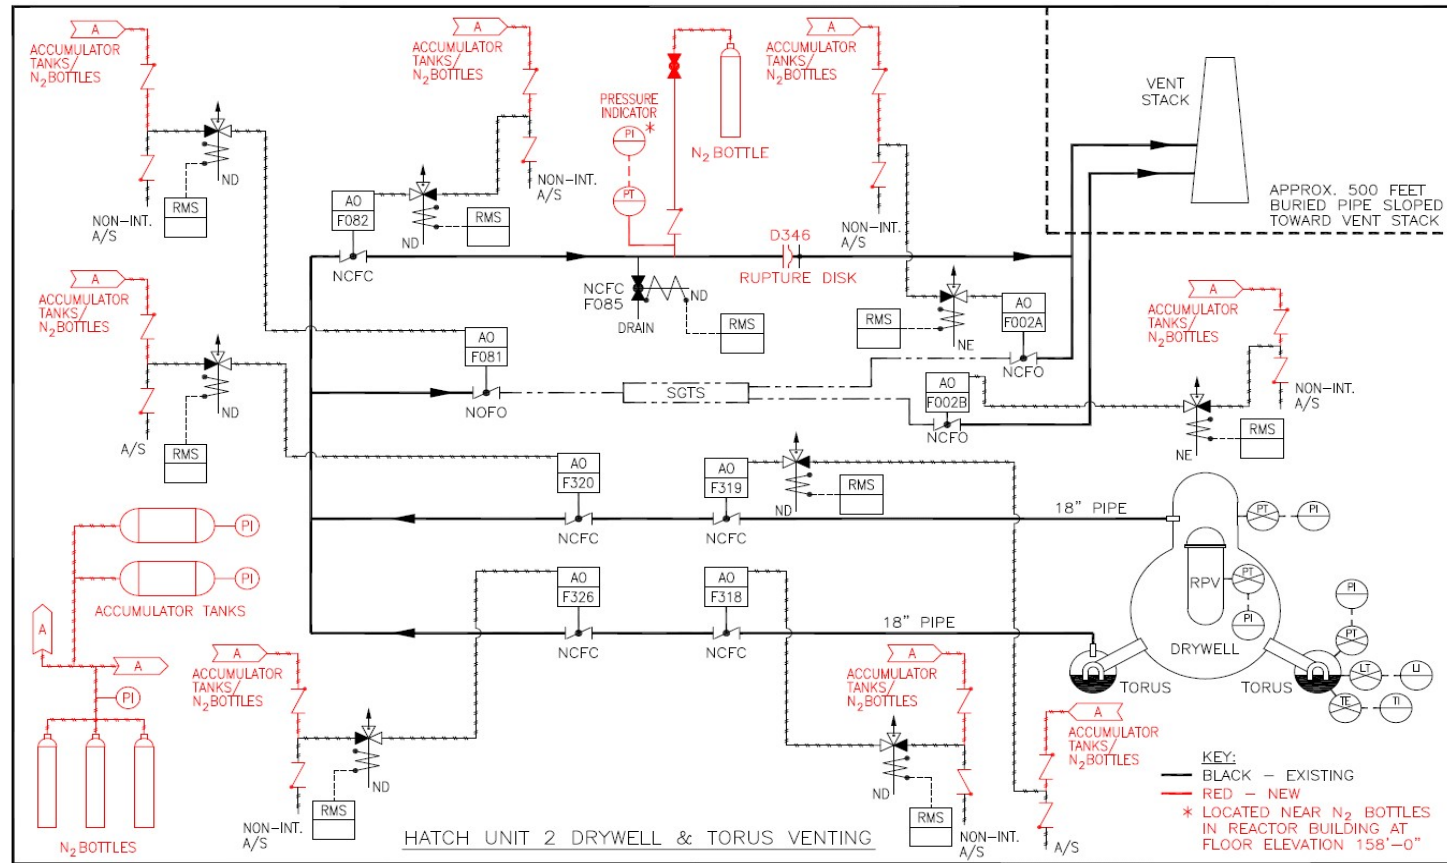 A
ACCUMULATOR
TANKS/
N2 BOTTLES
NON-INT.
A/S
RMS
ND
A
ACCUMULATOR
TANKS/
N2 BOTTLES
NON-INT.
A/S
AO
F082
NCFC
RMS
ND
PRESSURE
INDICATOR
*
PI
PT
N2 BOTTLE
A
ACCUMULATOR
TANKS/
N2 BOTTLES
NON-INT.
A/S
VENT
STACK
APPROX. 500 FEET
BURIED PIPE SLOPED
TOWARD VENT STACK
D346
RUPTURE DISK
NCFC
F085
ND
DRAIN
RMS
RMS
NE
AO
F002A
NCFO
A
ACCUMULATOR
TANKS/
N2 BOTTLES
A/S
RMS
ND
AO
F081
NOFO
SGTS
AO
F002B
NCFO
A
ACCUMULATOR
TANKS/
N2 BOTTLES
NON-INT.
A/S
RMS
NE
AO
F320
NCFC
AO
F319
NCFC
RMS
ND
18" PIPE
PT
PI
RPV
PT
PI
DRYWELL
PI
PT
LT
LI
TE
TI
TORUS
TORUS
PI
PI
ACCUMULATOR TANKS
A
A
PI
N2 BOTTLES
AO
F326
NCFC
AO
F318
NCFC
18" PIPE
A
ACCUMULATOR
TANKS/
N2 BOTTLES
NON-INT.
A/S
RMS
ND
A
ACCUMULATOR
TANKS/
N2 BOTTLES
NON-INT.
A/S
RMS
ND
A
ACCUMULATOR
TANKS/
N2 BOTTLES
A/S
HATCH UNIT 2 DRYWELL & TORUS VENTING
KEY:
BLACK – EXISTING
RED – NEW
* LOCATED NEAR N2 BOTTLES
IN REACTOR BUILDING AT
FLOOR ELEVATION 158'-0"